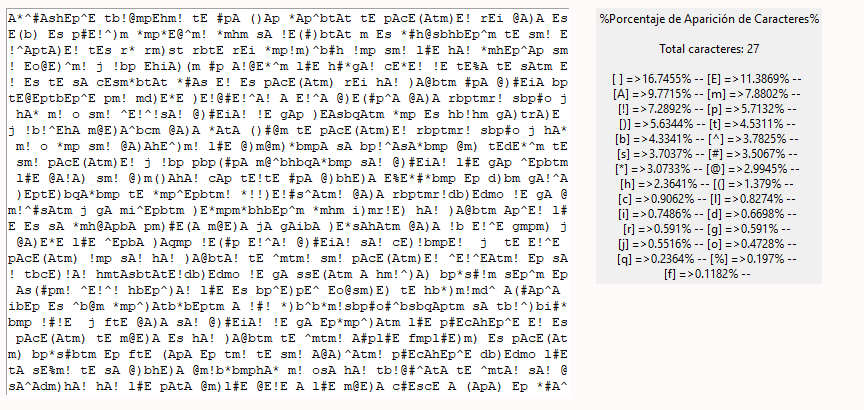 A*^#AshEp^E tb!@mpEhm! tE #pA ()Ap *Ap^btAt tE pAcE(Atm)E! rEi @A)A Es
E(b) Es p#E!^)m *mp*E@^m! *mhm sA !E(#)btAt m Es *#h@sbhbEp^m tE sm! E
!^AptA)E! tEs r* rm)st rbtE rEi *mp!m)^b#h !mp sm! l#E hA! *mhEp^Ap sm
! Eo@E)^m! j !bp EhiA)(m #p A!@E*^m l#E h#*gA! cE*E! !E tE%A tE sAtm E
! Es tE sA cEsm*btAt *#As E! Es pAcE(Atm) rEi hA! )A@btm #pA @)#EiA bp
tE@EptbEp^E pm! md)E*E )E!@#E!^A! A E!^A @)E(#p^A @A)A rbptmr! sbp#o j
hA* m! o sm! ^E!^!sA! @)#EiA! !E gAp )EAsbqAtm *mp Es hb!hm gA)trA)E
j !b!^EhA m@E)A^bcm @A)A *AtA ()#@m tE pAcE(Atm)E! rbptmr! sbp#o j hA*
m! o *mp sm! @A)AhE^)m! l#E @)m@m)*bmpA sA bp!^AsA*bmp @m) tEdE*^m tE
sm! pAcE(Atm)E! j !bp pbp(#pA m@^bhbqA*bmp sA! @)#EiA! l#E gAp ^Epbtm
l#E @A!A) sm! @)m()AhA! cAp tE!tE #pA @)bhE)A E%E*#*bmp Ep d)bm gA!^A
)EptE)bqA*bmp tE *mp^Epbtm! *!!)E!#s^Atm! @A)A rbptmr!db)Edmo !E gA @
m!^#sAtm j gA mi^Epbtm )E*mpm*bhbEp^m *mhm i)mr!E) hA! )A@btm Ap^E! l#
E Es sA *mh@ApbA pm)#E(A m@E)A jA gAibA )E*sAhAtm @A)A !b E!^E gmpm) j
@A)E*E l#E ^EpbA )Aqmp !E(#p E!^A! @)#EiA! sA! cE)!bmpE! j tE E!^E
pAcE(Atm) !mp sA! hA! )A@btA! tE ^mtm! sm! pAcE(Atm)E! ^E!^EAtm! Ep sA
! tbcE)!A! hmtAsbtAtE!db)Edmo !E gA ssE(Atm A hm!^A) bp*s#!m sEp^m Ep
As(#pm! ^E!^! hbEp^)A! l#E Es bp^E)pE^ Eo@sm)E) tE hb*)m!md^ A(#Ap^A
ibEp Es ^b@m *mp^)Atb*bEptm A !#! *)b^b*m!sbp#o#^bsbqAptm sA tb!^)bi#*
bmp !#!E j ftE @A)A sA! @)#EiA! !E gA Ep*mp^)Atm l#E p#EcAhEp^E E! Es
pAcE(Atm) tE m@E)A Es hA! )A@btm tE ^mtm! A#pl#E fmpl#E)m) Es pAcE(At
m) bp*s#btm Ep ftE (ApA Ep tm! tE sm! A@A)^Atm! p#EcAhEp^E db)Edmo l#E
tA sE%m! tE sA @)bhE)A @m!b*bmphA* m! osA hA! tb!@#^AtA tE ^mtA! sA! @
sA^Adm)hA! hA! l#E pAtA @m)l#E @E!E A l#E m@E)A c#EscE A (ApA) Ep *#A^
%Porcentaje de Aparición de Caracteres%
Total caracteres: 27
[ ] =>16.7455% -- [E] =>11.3869% --
[A] =>9.7715% -- [m] =>7.8802% --
[!] =>7.2892% -- [p] =>5.7132% --
[)] =>5.6344% -- [t] =>4.5311% --
[b] =>4.3341% -- [^] =>3.7825% --
[s] =>3.7037% -- [#] =>3.5067% --
[*] =>3.0733% -- [@] =>2.9945% --
[h] =>2.3641% -- [(] =>1.379% --
[c] =>0.9062% -- [l] =>0.8274% --
[i] =>0.7486% -- [d] =>0.6698% --
[r] =>0.591% -- [g] =>0.591% --
[j] =>0.5516% -- [o] =>0.4728% --
[q] =>0.2364% -- [%] =>0.197% --
[f] =>0.1182% --